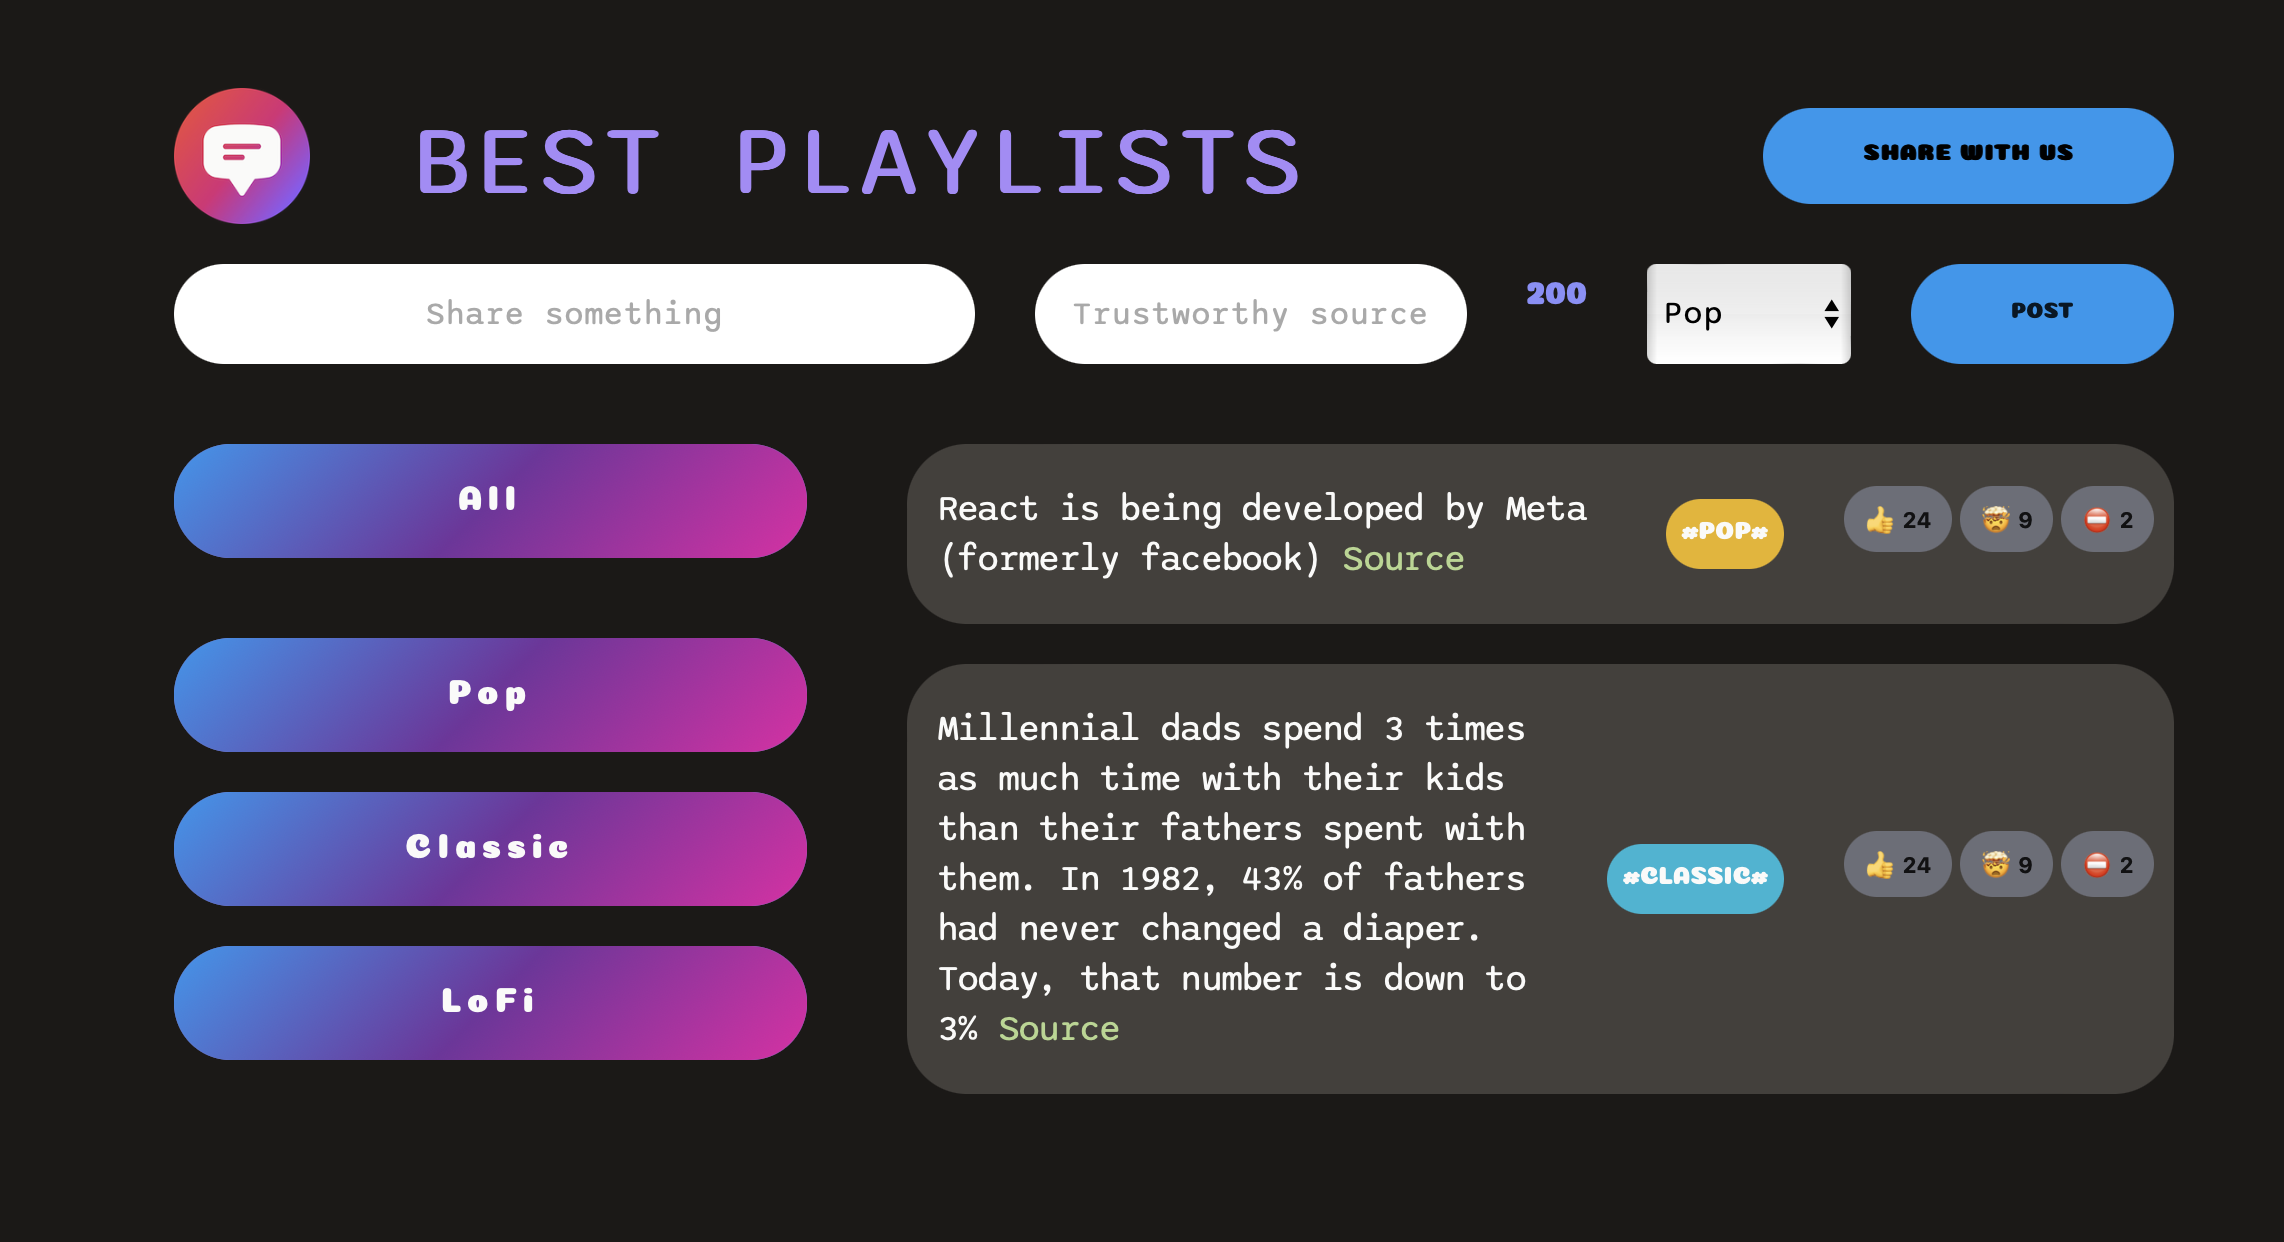 BEST PLAYLISTS
SHARE WITH US
Share something
Trustworthy source
200
Pop
POST
All
Pop
Classic
LoFi
React is being developed by Meta
(formerly facebook) Source
#POP#
👍 24
🤯 9
⛔ 2
Millennial dads spend 3 times
as much time with their kids
than their fathers spent with
them. In 1982, 43% of fathers
had never changed a diaper.
Today, that number is down to
3% Source
#CLASSIC#
👍 24
🤯 9
⛔ 2